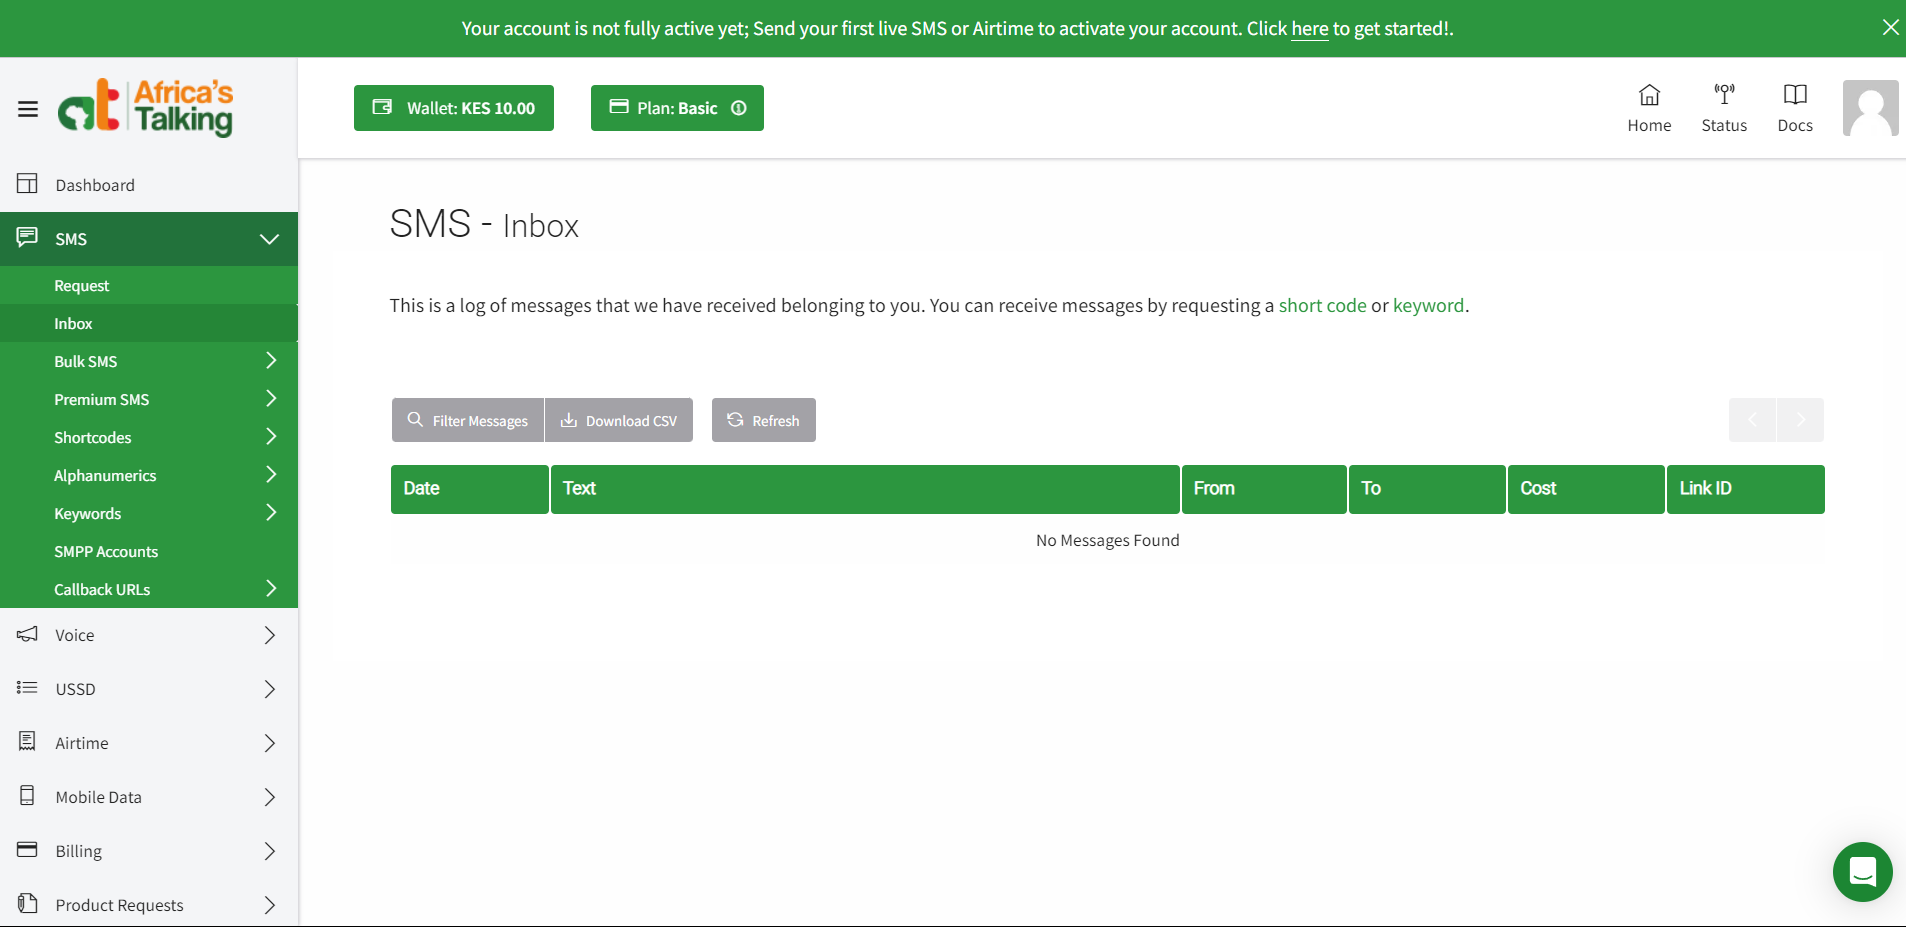 Your account is not fully active yet; Send your first live SMS or Airtime to activate your account. Click here to get started!.
Africa's
Talking
Wallet: KES 10.00
Plan: Basic
Home
Status
Docs
Dashboard
SMS
Request
Inbox
Bulk SMS
Premium SMS
Shortcodes
Alphanumerics
Keywords
SMPP Accounts
Callback URLs
Voice
USSD
Airtime
Mobile Data
Billing
Product Requests
SMS - Inbox
This is a log of messages that we have received belonging to you. You can receive messages by requesting a short code or keyword.
Filter Messages
Download CSV
Refresh
Date
Text
From
To
Cost
Link ID
No Messages Found